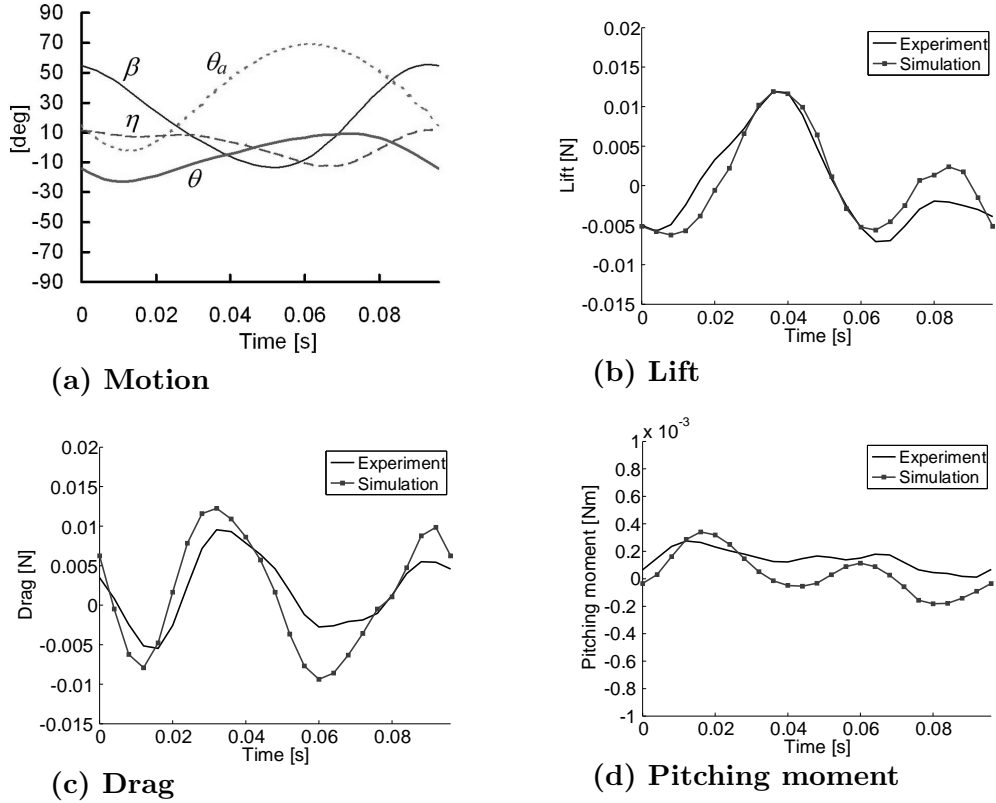 90
70
50
30
10
-10
-30
-50
-70
-90
[deg]
β
θa
η
θ
0
0.02
0.04
0.06
0.08
Time [s]
(a) Motion
0.02
0.015
0.01
0.005
0
-0.005
-0.01
-0.015
Lift [N]
Experiment
Simulation
0
0.02
0.04
0.06
0.08
Time [s]
(b) Lift
0.02
0.015
0.01
0.005
0
-0.005
-0.01
-0.015
Drag [N]
Experiment
Simulation
0
0.02
0.04
0.06
0.08
Time [s]
(c) Drag
x 10-3
1
0.8
0.6
0.4
0.2
0
-0.2
-0.4
-0.6
-0.8
-1
Pitching moment [Nm]
Experiment
Simulation
0
0.02
0.04
0.06
0.08
Time [s]
(d) Pitching moment